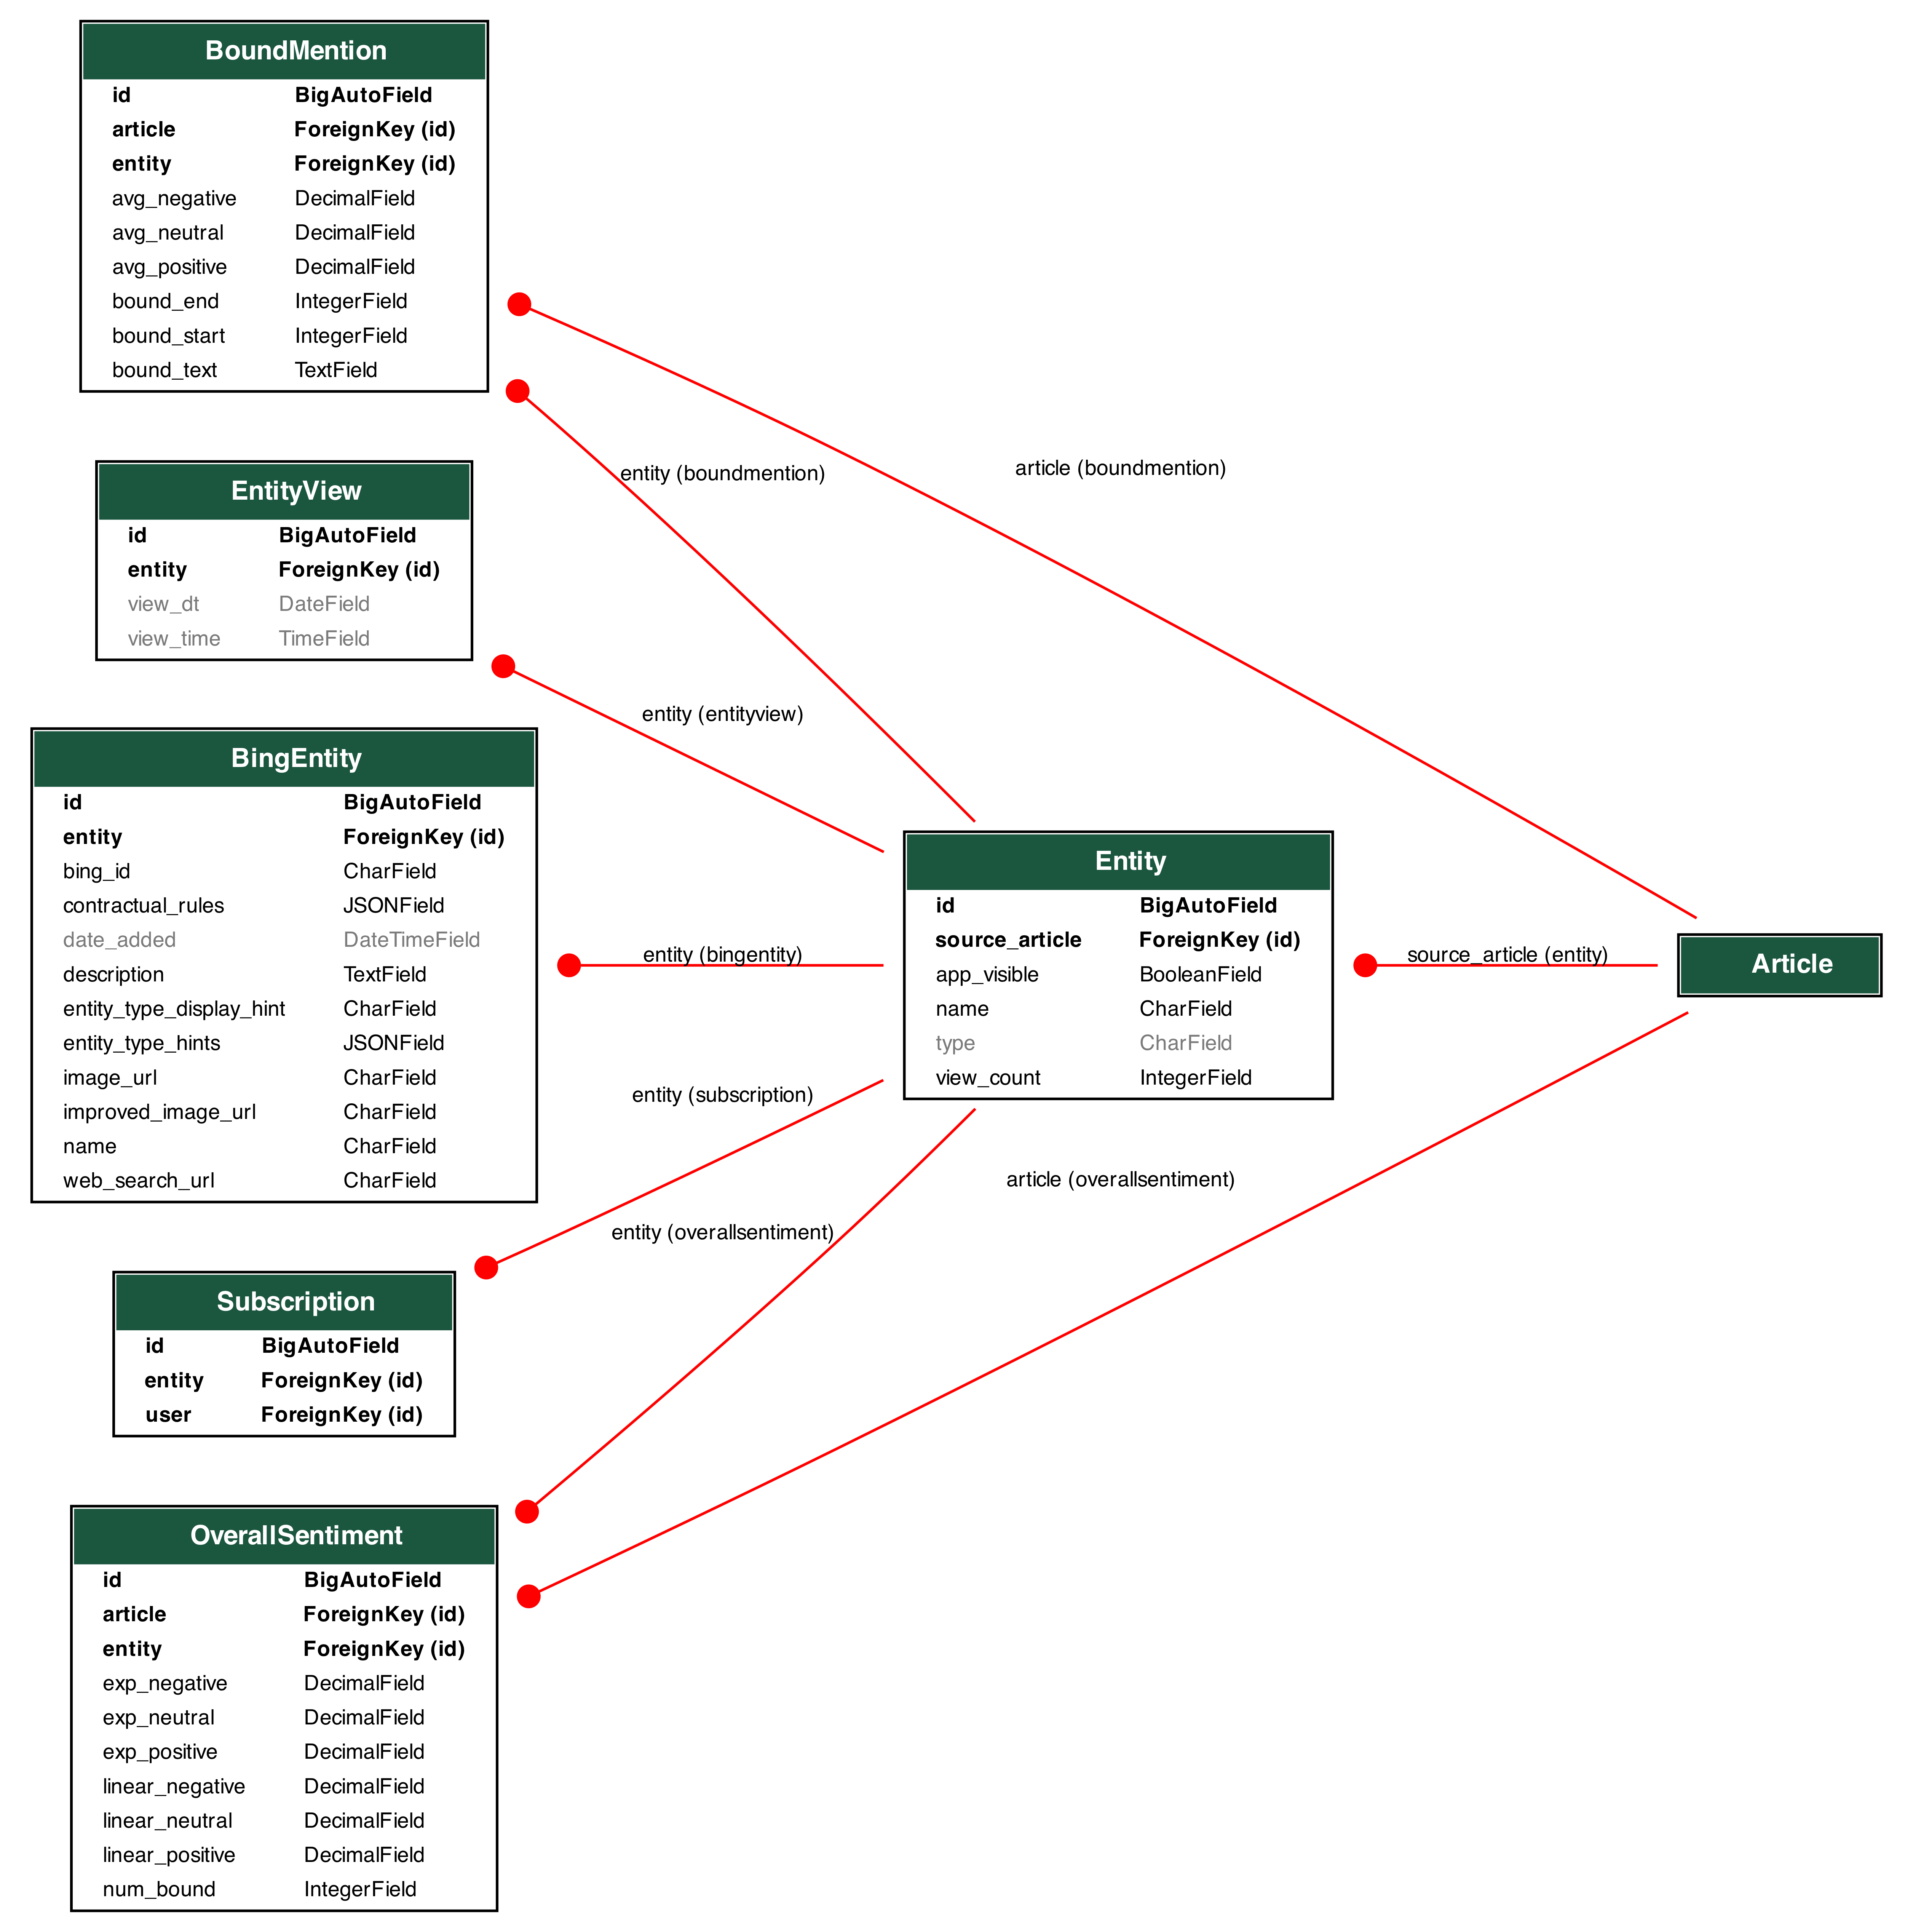 BoundMention
id BigAutoField
article ForeignKey (id)
entity ForeignKey (id)
avg_negative DecimalField
avg_neutral DecimalField
avg_positive DecimalField
bound_end IntegerField
bound_start IntegerField
bound_text TextField
entity (boundmention)
article (boundmention)
EntityView
id BigAutoField
entity ForeignKey (id)
view_dt DateField
view_time TimeField
entity (entityview)
BingEntity
id BigAutoField
entity ForeignKey (id)
bing_id CharField
contractual_rules JSONField
date_added DateTimeField
description TextField
entity_type_display_hint CharField
entity_type_hints JSONField
image_url CharField
improved_image_url CharField
name CharField
web_search_url CharField
entity (bingentity)
Entity
id BigAutoField
source_article ForeignKey (id)
app_visible BooleanField
name CharField
type CharField
view_count IntegerField
source_article (entity)
Article
entity (subscription)
article (overallsentiment)
entity (overallsentiment)
Subscription
id BigAutoField
entity ForeignKey (id)
user ForeignKey (id)
OverallSentiment
id BigAutoField
article ForeignKey (id)
entity ForeignKey (id)
exp_negative DecimalField
exp_neutral DecimalField
exp_positive DecimalField
linear_negative DecimalField
linear_neutral DecimalField
linear_positive DecimalField
num_bound IntegerField